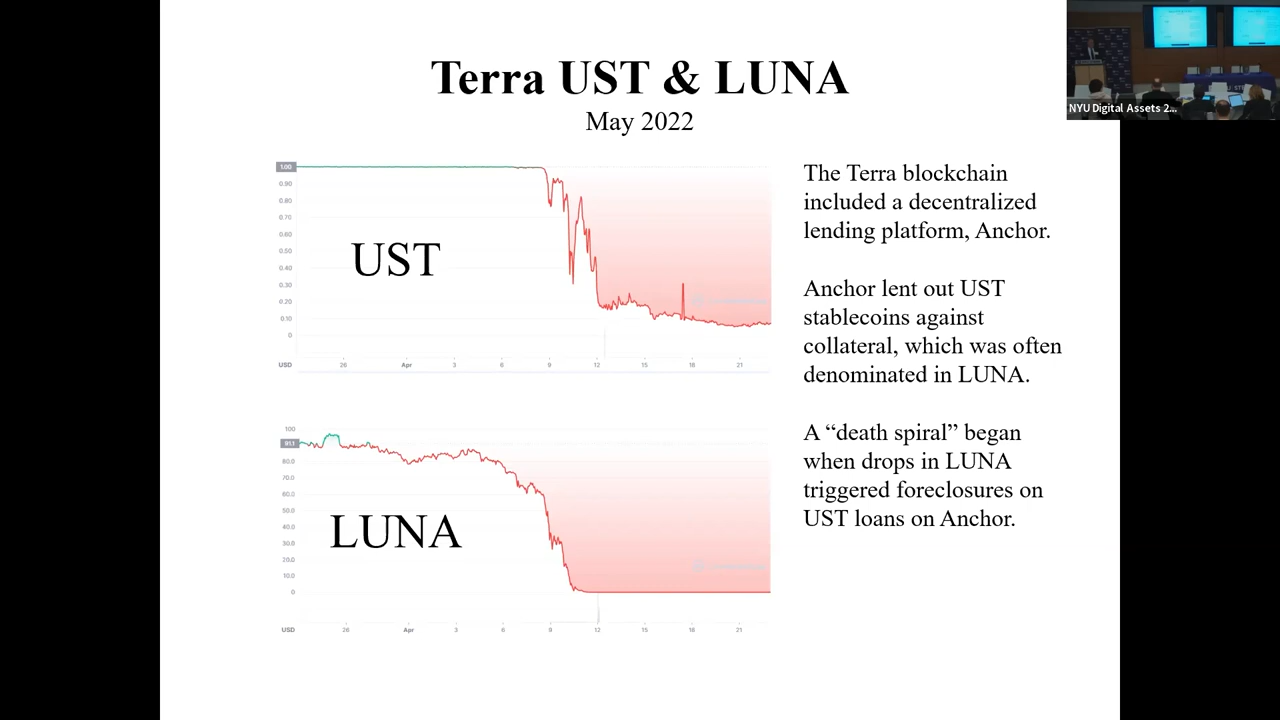 Terra UST & LUNA
May 2022
NYU Digital Assets 2...
1.00
0.90
0.80
0.70
0.60
0.50
0.40
0.30
0.20
0.10
0
UST
USD 26 Apr 3 6 9 12 15 18 21
100
80.0
70.0
60.0
50.0
40.0
30.0
20.0
10.0
0
LUNA
USD 26 Apr 3 6 9 12 15 18 21
The Terra blockchain
included a decentralized
lending platform, Anchor.
Anchor lent out UST
stablecoins against
collateral, which was often
denominated in LUNA.
A “death spiral” began
when drops in LUNA
triggered foreclosures on
UST loans on Anchor.